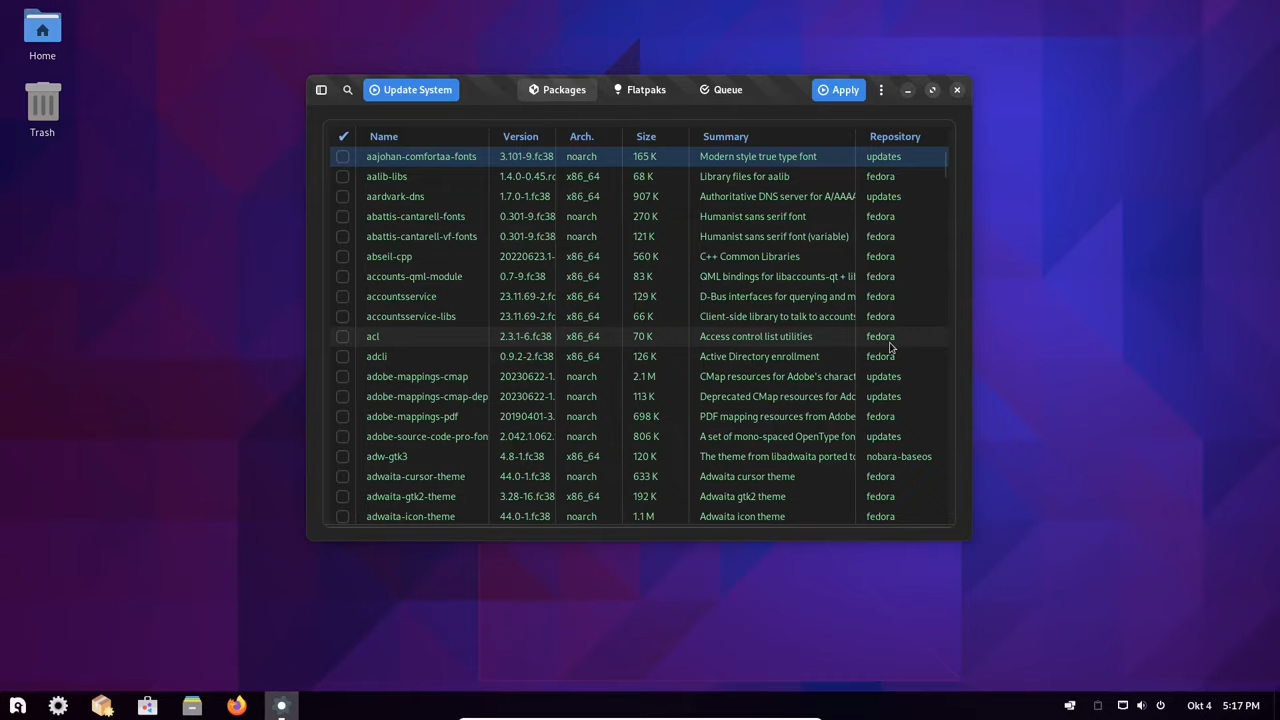 Home
Trash
Update System
Packages
Flatpaks
Queue
Apply
Name Version Arch. Size Summary Repository
aajohan-comfortaa-fonts 3.101-9.fc38 noarch 165 K Modern style true type font updates
aalib-libs 1.4.0-0.45.rc x86_64 68 K Library files for aalib fedora
aardvark-dns 1.7.0-1.fc38 x86_64 907 K Authoritative DNS server for A/AAAA updates
abattis-cantarell-fonts 0.301-9.fc38 noarch 270 K Humanist sans serif font fedora
abattis-cantarell-vf-fonts 0.301-9.fc38 noarch 121 K Humanist sans serif font (variable) fedora
abseil-cpp 20220623.1- x86_64 560 K C++ Common Libraries fedora
accounts-qml-module 0.7-9.fc38 x86_64 83 K QML bindings for libaccounts-qt + lib fedora
accountsservice 23.11.69-2.fc x86_64 129 K D-Bus interfaces for querying and m fedora
accountsservice-libs 23.11.69-2.fc x86_64 66 K Client-side library to talk to accounts fedora
acl 2.3.1-6.fc38 x86_64 70 K Access control list utilities fedora
adcli 0.9.2-2.fc38 x86_64 126 K Active Directory enrollment fedora
adobe-mappings-cmap 20230622-1. noarch 2.1 M CMap resources for Adobe's charact updates
adobe-mappings-cmap-dep 20230622-1. noarch 113 K Deprecated CMap resources for Adc updates
adobe-mappings-pdf 20190401-3. noarch 698 K PDF mapping resources from Adobe fedora
adobe-source-code-pro-fon 2.042.1.062. noarch 806 K A set of mono-spaced OpenType fon updates
adw-gtk3 4.8-1.fc38 x86_64 120 K The theme from libadwaita ported to nobara-baseos
adwaita-cursor-theme 44.0-1.fc38 noarch 633 K Adwaita cursor theme fedora
adwaita-gtk2-theme 3.28-16.fc38 x86_64 192 K Adwaita gtk2 theme fedora
adwaita-icon-theme 44.0-1.fc38 noarch 1.1 M Adwaita icon theme fedora
Okt 4 5:17 PM